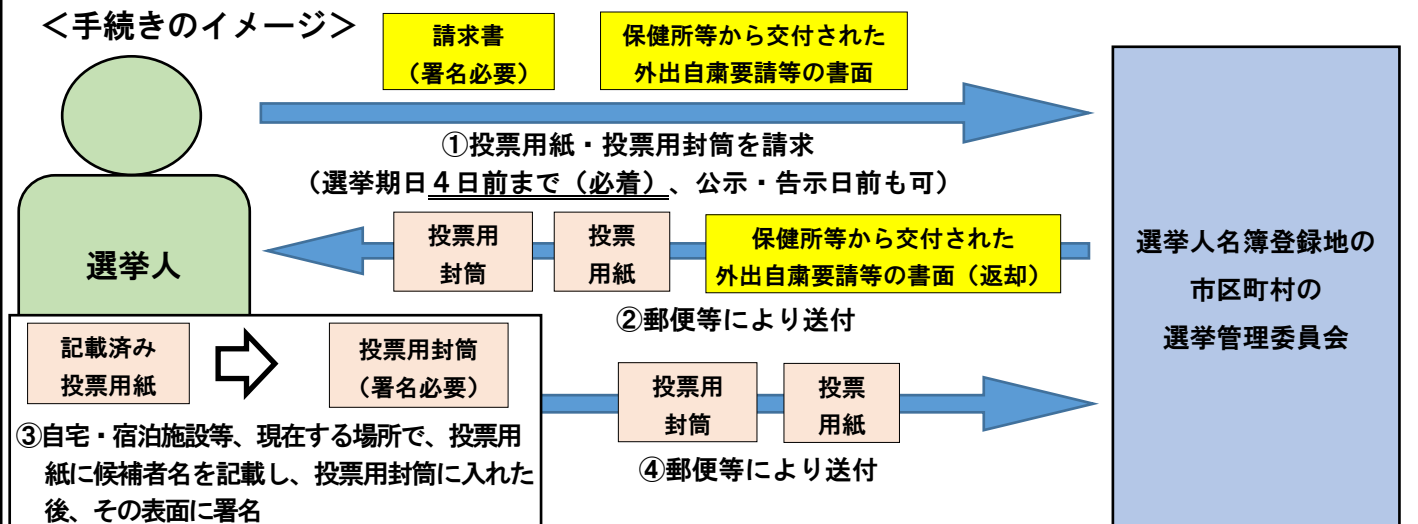 ＜手続きのイメージ＞
請求書
（署名必要）
保健所等から交付された
外出自粛要請等の書面
①投票用紙・投票用封筒を請求
（選挙期日４日前まで（必着）、公示・告示日前も可）
選挙人
投票用
封筒
投票
用紙
保健所等から交付された
外出自粛要請等の書面（返却）
②郵便等により送付
選挙人名簿登録地の
市区町村の
選挙管理委員会
記載済み
投票用紙
投票用封筒
（署名必要）
③自宅・宿泊施設等、現在する場所で、投票用
紙に候補者名を記載し、投票用封筒に入れた
後、その表面に署名
投票用
封筒
投票
用紙
④郵便等により送付